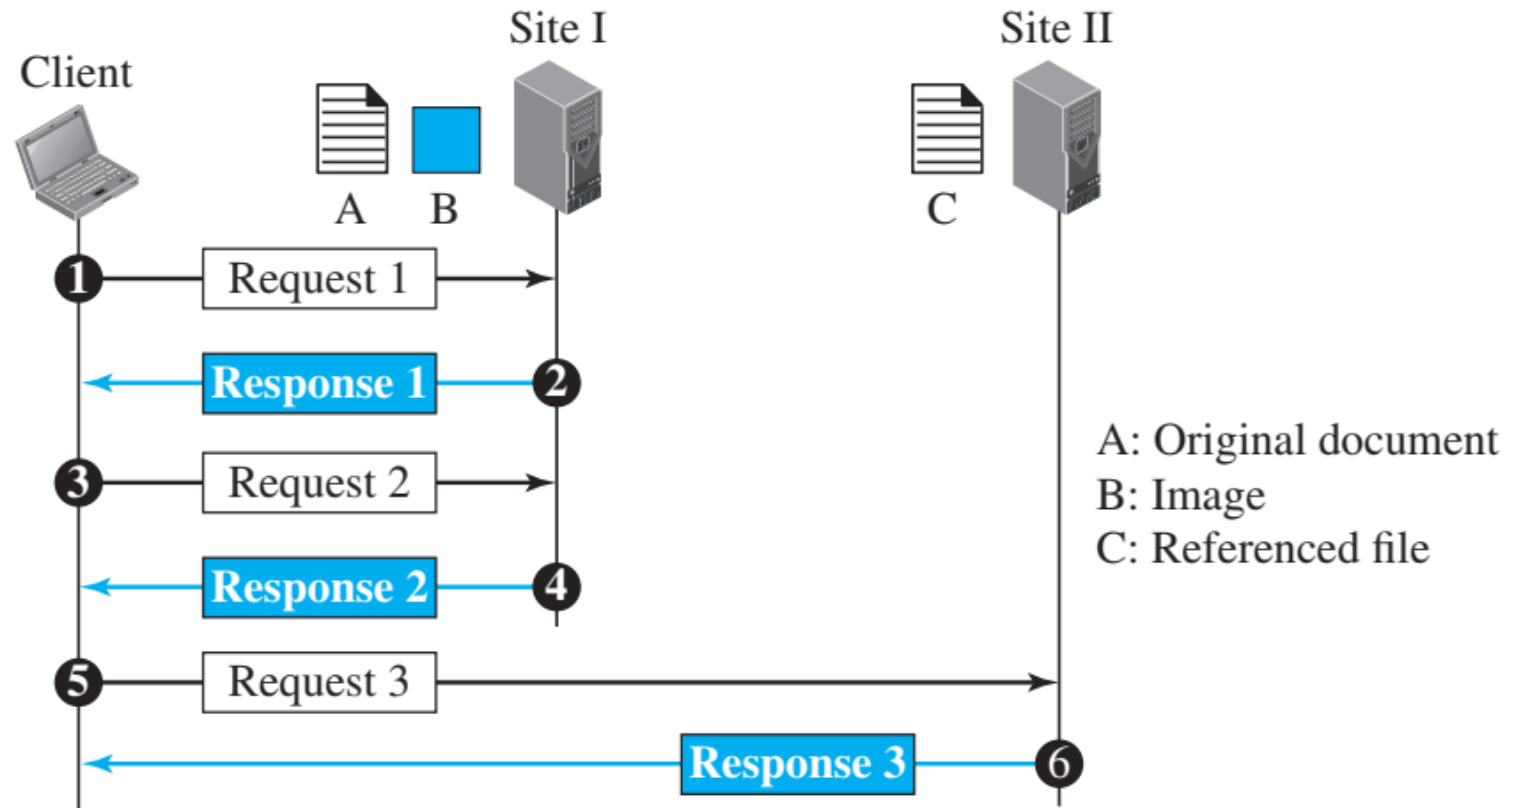 Site I
Site II
Client
A
B
C
1
Request 1
Response 1
2
3
Request 2
Response 2
4
A: Original document
B: Image
C: Referenced file
5
Request 3
Response 3
6